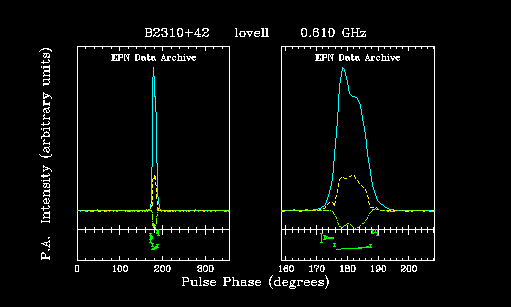 B2310+42 lovell 0.610 GHz
EPN Data Archive EPN Data Archive
P.A. Intensity (arbitrary units)
0 100 200 300 160 170 180 190 200
Pulse Phase (degrees)